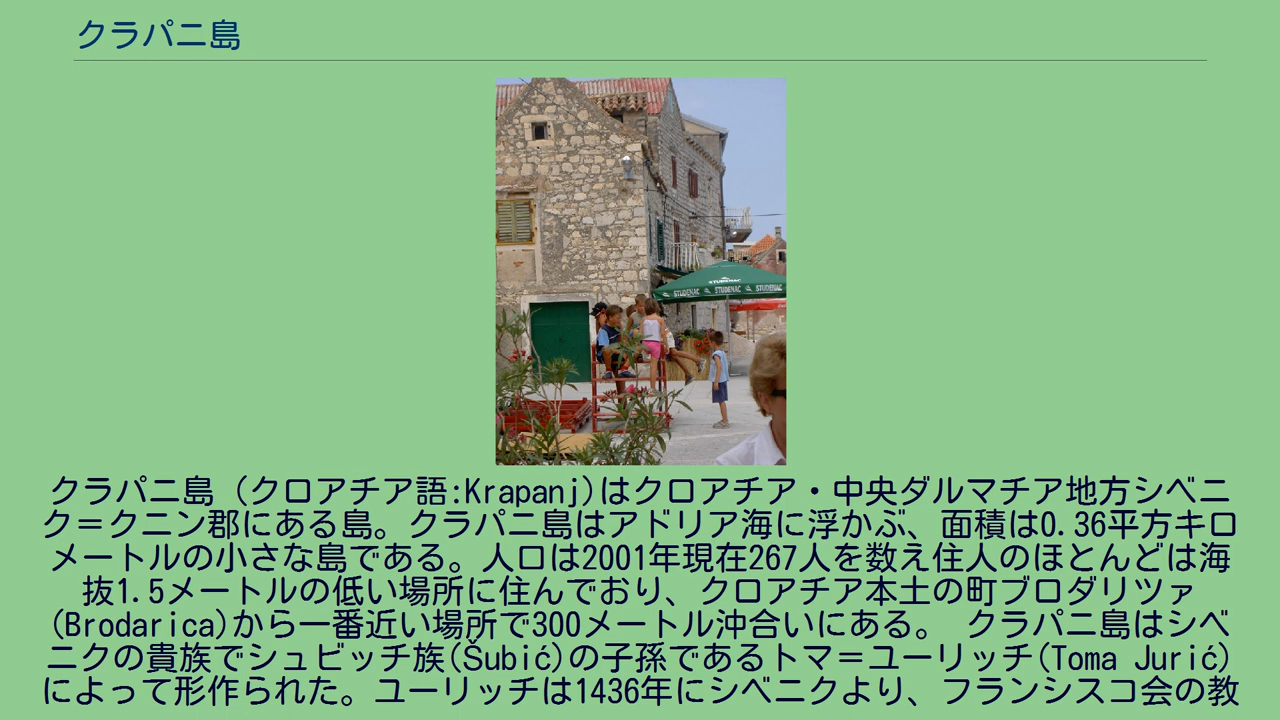 クラパニ島
STUDENAC
STUDENAC STUDENAC STUDENAC
クラパニ島 (クロアチア語:Krapanj)はクロアチア・中央ダルマチア地方シベニ
ク＝クニン郡にある島。クラパニ島はアドリア海に浮かぶ、面積は0.36平方キロ
メートルの小さな島である。人口は2001年現在267人を数え住人のほとんどは海
抜1.5メートルの低い場所に住んでおり、クロアチア本土の町ブロダリツァ
(Brodarica)から一番近い場所で300メートル沖合いにある。 クラパニ島はシベ
ニクの貴族でシュビッチ族(Šubić)の子孫であるトマ＝ユーリッチ(Toma Jurić)
によって形作られた。ユーリッチは1436年にシベニクより、フランシスコ会の教